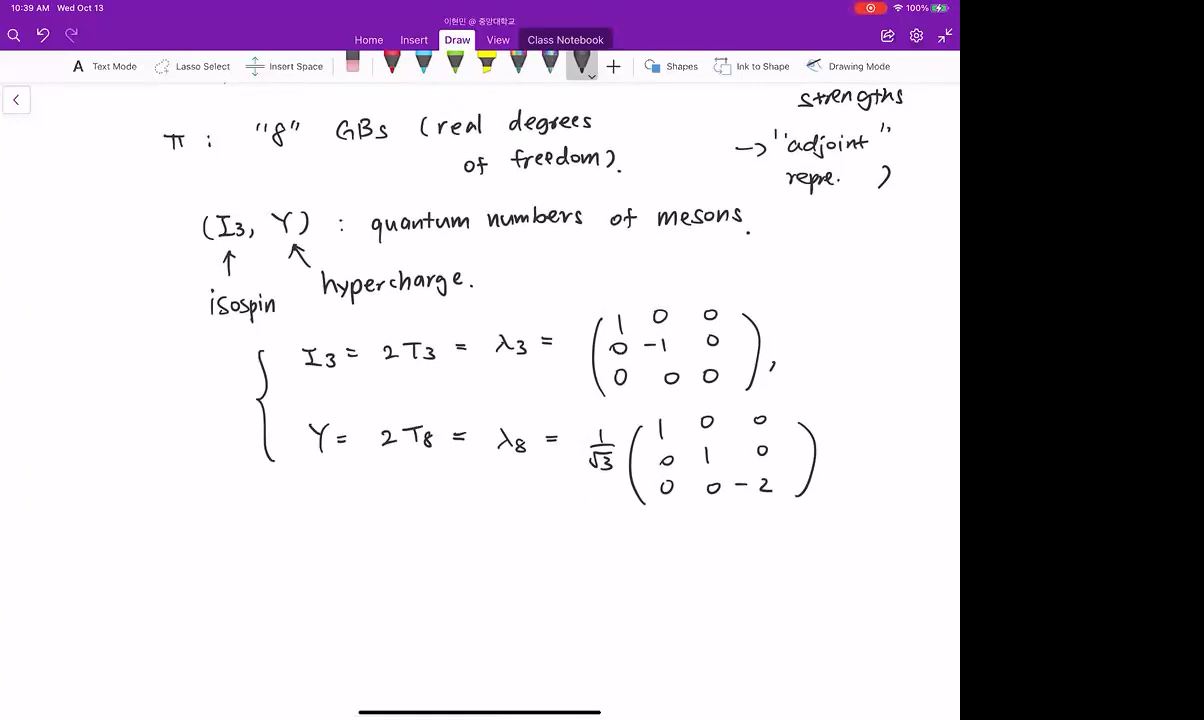 10:39 AM Wed Oct 13
100%
이현민 @ 중앙대학교
Home Insert Draw View Class Notebook
Text Mode Lasso Select Insert Space Shapes Ink to Shape Drawing Mode
strengths
π : "8" GBs (real degrees of freedom).
→ "adjoint" repre. )
(I3, Y) : quantum numbers of mesons.
↑ ↖
isospin hypercharge.
{ I3 = 2T3 = λ3 = ( 1 0 0
0 -1 0
0 0 0 ) ,
Y = 2T8 = λ8 = 1/√3 ( 1 0 0
0 1 0
0 0 -2 )